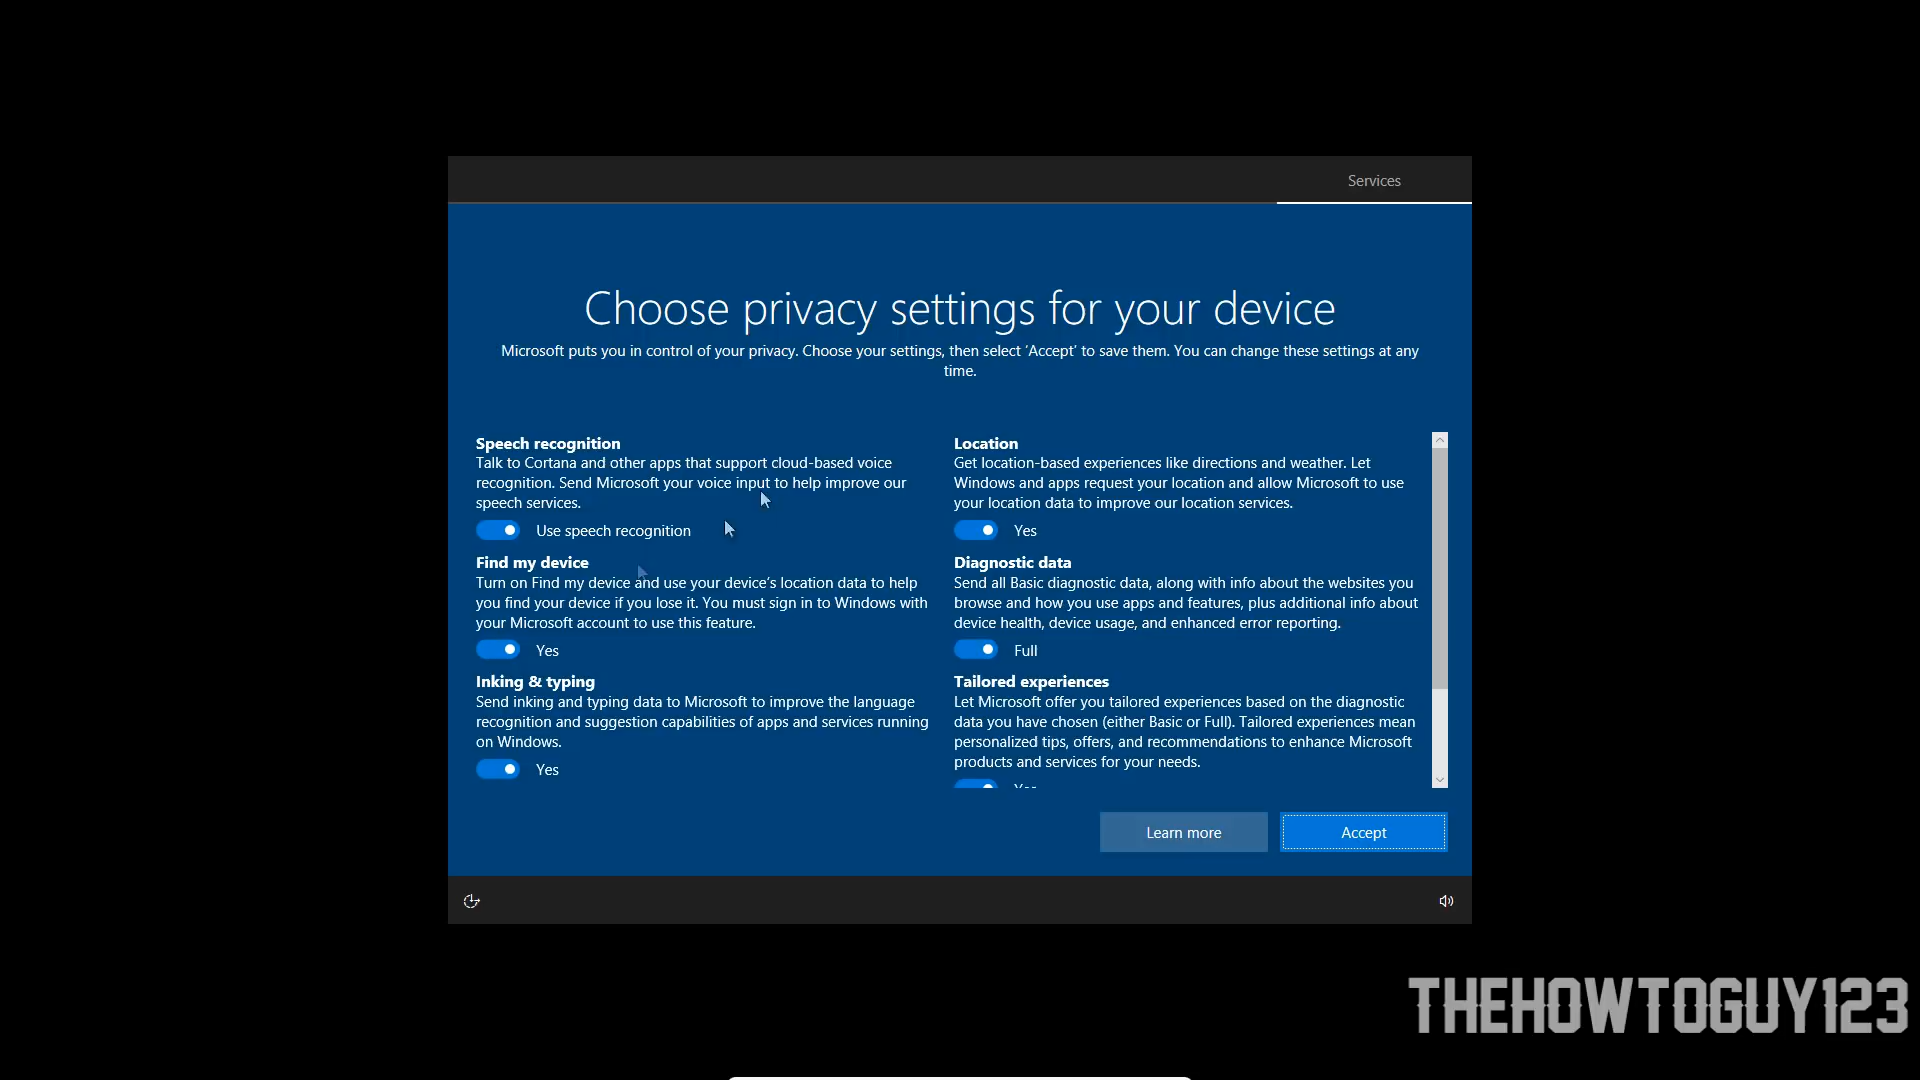 Services
Choose privacy settings for your device
Microsoft puts you in control of your privacy. Choose your settings, then select ‘Accept’ to save them. You can change these settings at any
time.
Speech recognition
Talk to Cortana and other apps that support cloud-based voice
recognition. Send Microsoft your voice input to help improve our
speech services.
Use speech recognition
Find my device
Turn on Find my device and use your device’s location data to help
you find your device if you lose it. You must sign in to Windows with
your Microsoft account to use this feature.
Yes
Inking & typing
Send inking and typing data to Microsoft to improve the language
recognition and suggestion capabilities of apps and services running
on Windows.
Yes
Location
Get location-based experiences like directions and weather. Let
Windows and apps request your location and allow Microsoft to use
your location data to improve our location services.
Yes
Diagnostic data
Send all Basic diagnostic data, along with info about the websites you
browse and how you use apps and features, plus additional info about
device health, device usage, and enhanced error reporting.
Full
Tailored experiences
Let Microsoft offer you tailored experiences based on the diagnostic
data you have chosen (either Basic or Full). Tailored experiences mean
personalized tips, offers, and recommendations to enhance Microsoft
products and services for your needs.
Learn more
Accept
THEHOWTOGUY123